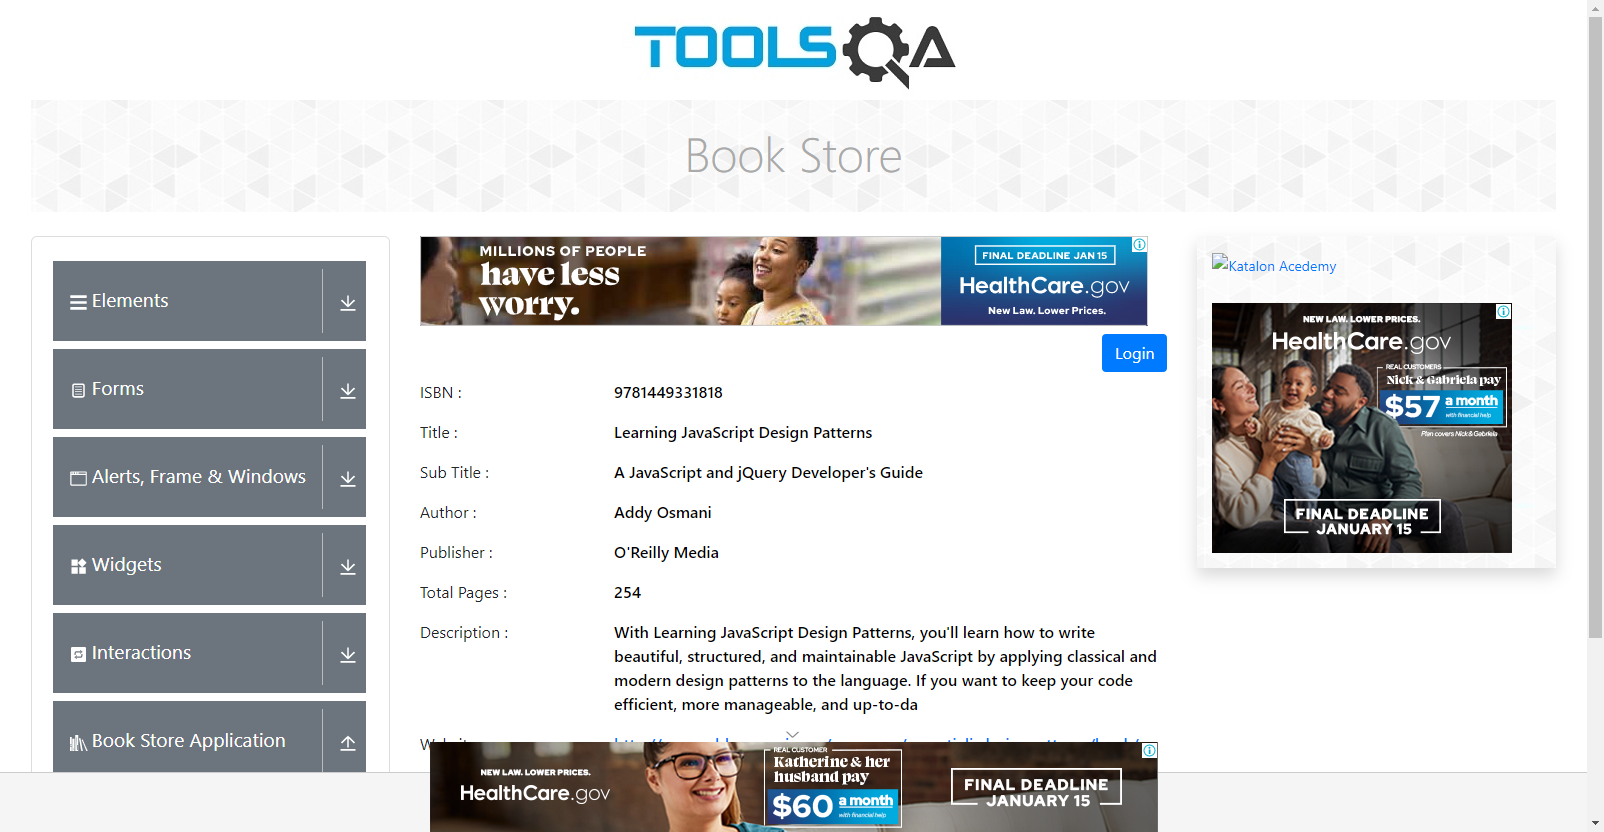 TOOLSQA
Book Store
Elements
Forms
Alerts, Frame & Windows
Widgets
Interactions
Book Store Application
MILLIONS OF PEOPLE
have less
worry.
FINAL DEADLINE JAN 15
HealthCare.gov
New Law. Lower Prices.
Login
ISBN : 9781449331818
Title : Learning JavaScript Design Patterns
Sub Title : A JavaScript and jQuery Developer's Guide
Author : Addy Osmani
Publisher : O'Reilly Media
Total Pages : 254
Description : With Learning JavaScript Design Patterns, you'll learn how to write
beautiful, structured, and maintainable JavaScript by applying classical and
modern design patterns to the language. If you want to keep your code
efficient, more manageable, and up-to-da
Katalon Acedemy
NEW LAW. LOWER PRICES.
HealthCare.gov
REAL CUSTOMERS
Nick & Gabriela pay
$57 a month
with financial help
Plan covers Nick & Gabriela
FINAL DEADLINE
JANUARY 15
NEW LAW. LOWER PRICES.
HealthCare.gov
REAL CUSTOMER
Katherine & her
husband pay
$60 a month
with financial help
FINAL DEADLINE
JANUARY 15